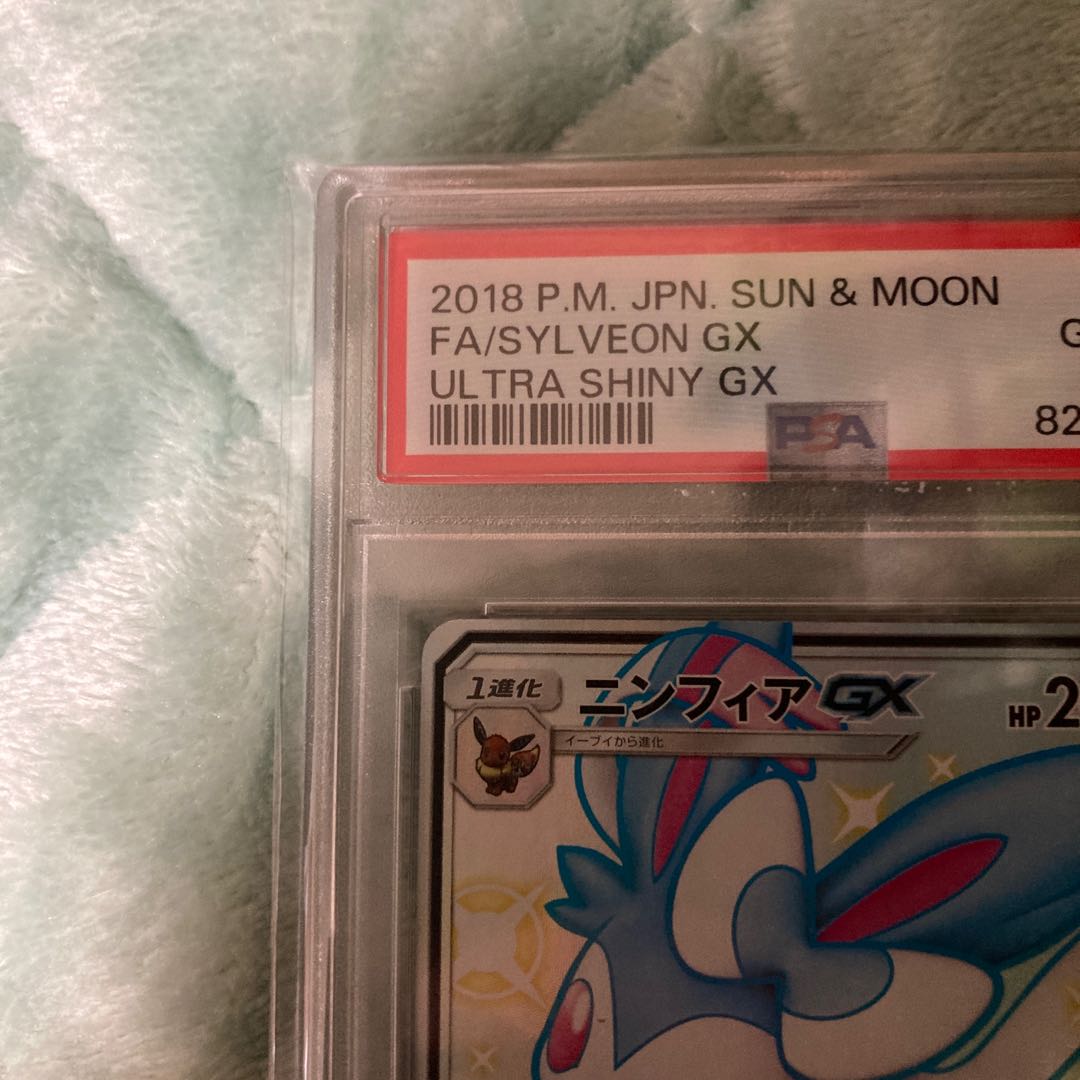 2018 P.M. JPN. SUN & MOON
FA/SYLVEON GX
ULTRA SHINY GX
PSA
1進化
ニンフィアGX
HP
イーブイから進化